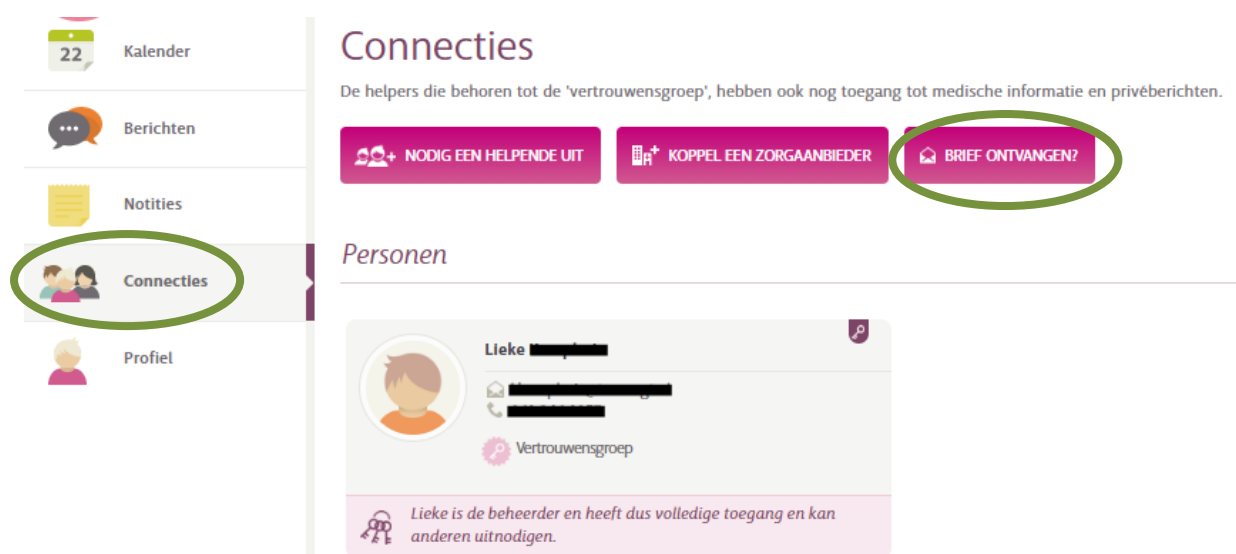 22
Kalender
Berichten
Notities
Connecties
Profiel
Connecties
De helpers die behoren tot de 'vertrouwensgroep', hebben ook nog toegang tot medische informatie en privéberichten.
NODIG EEN HELPENDE UIT
KOPPEL EEN ZORGAANBIEDER
BRIEF ONTVANGEN?
Personen
Lieke
Vertrouwensgroep
Lieke is de beheerder en heeft dus volledige toegang en kan
anderen uitnodigen.